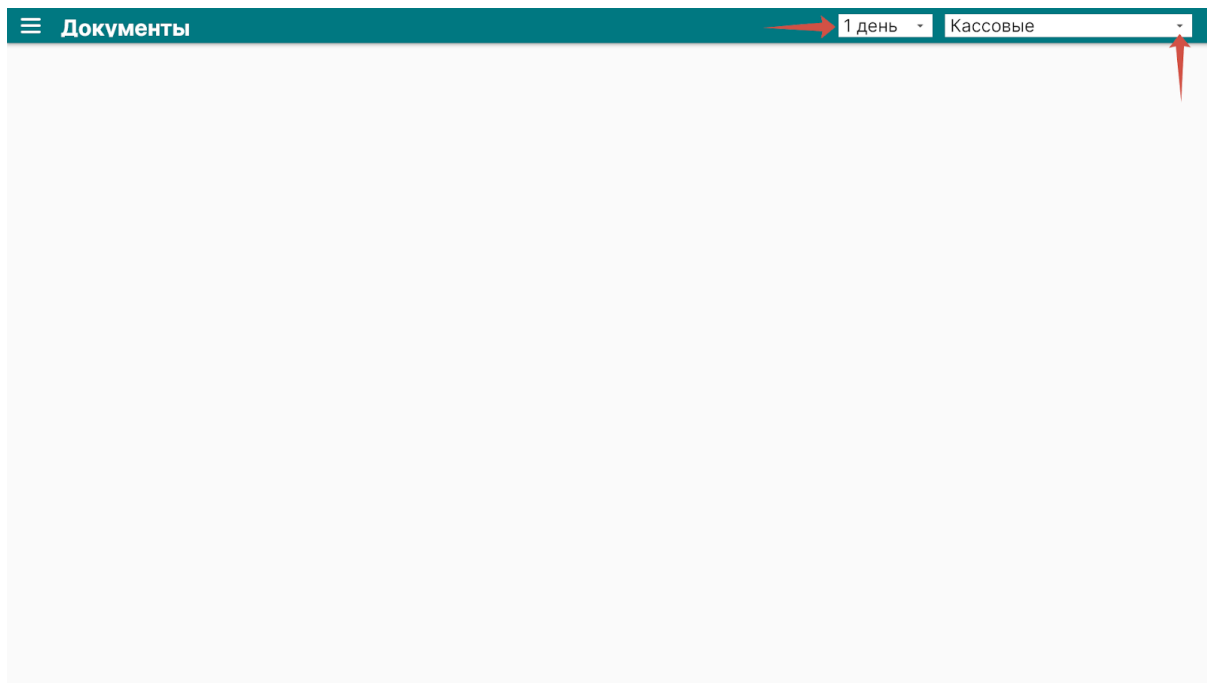 Документы
1 день
Кассовые